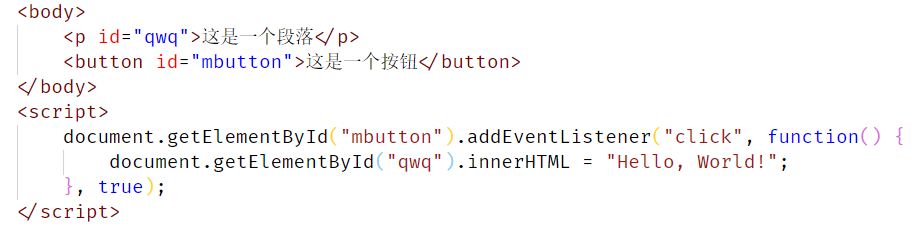 <body>
    <p id="qwq">这是一个段落</p>
    <button id="mbutton">这是一个按钮</button>
</body>
<script>
    document.getElementById("mbutton").addEventListener("click", function() {
        document.getElementById("qwq").innerHTML = "Hello, World!";
    }, true);
</script>